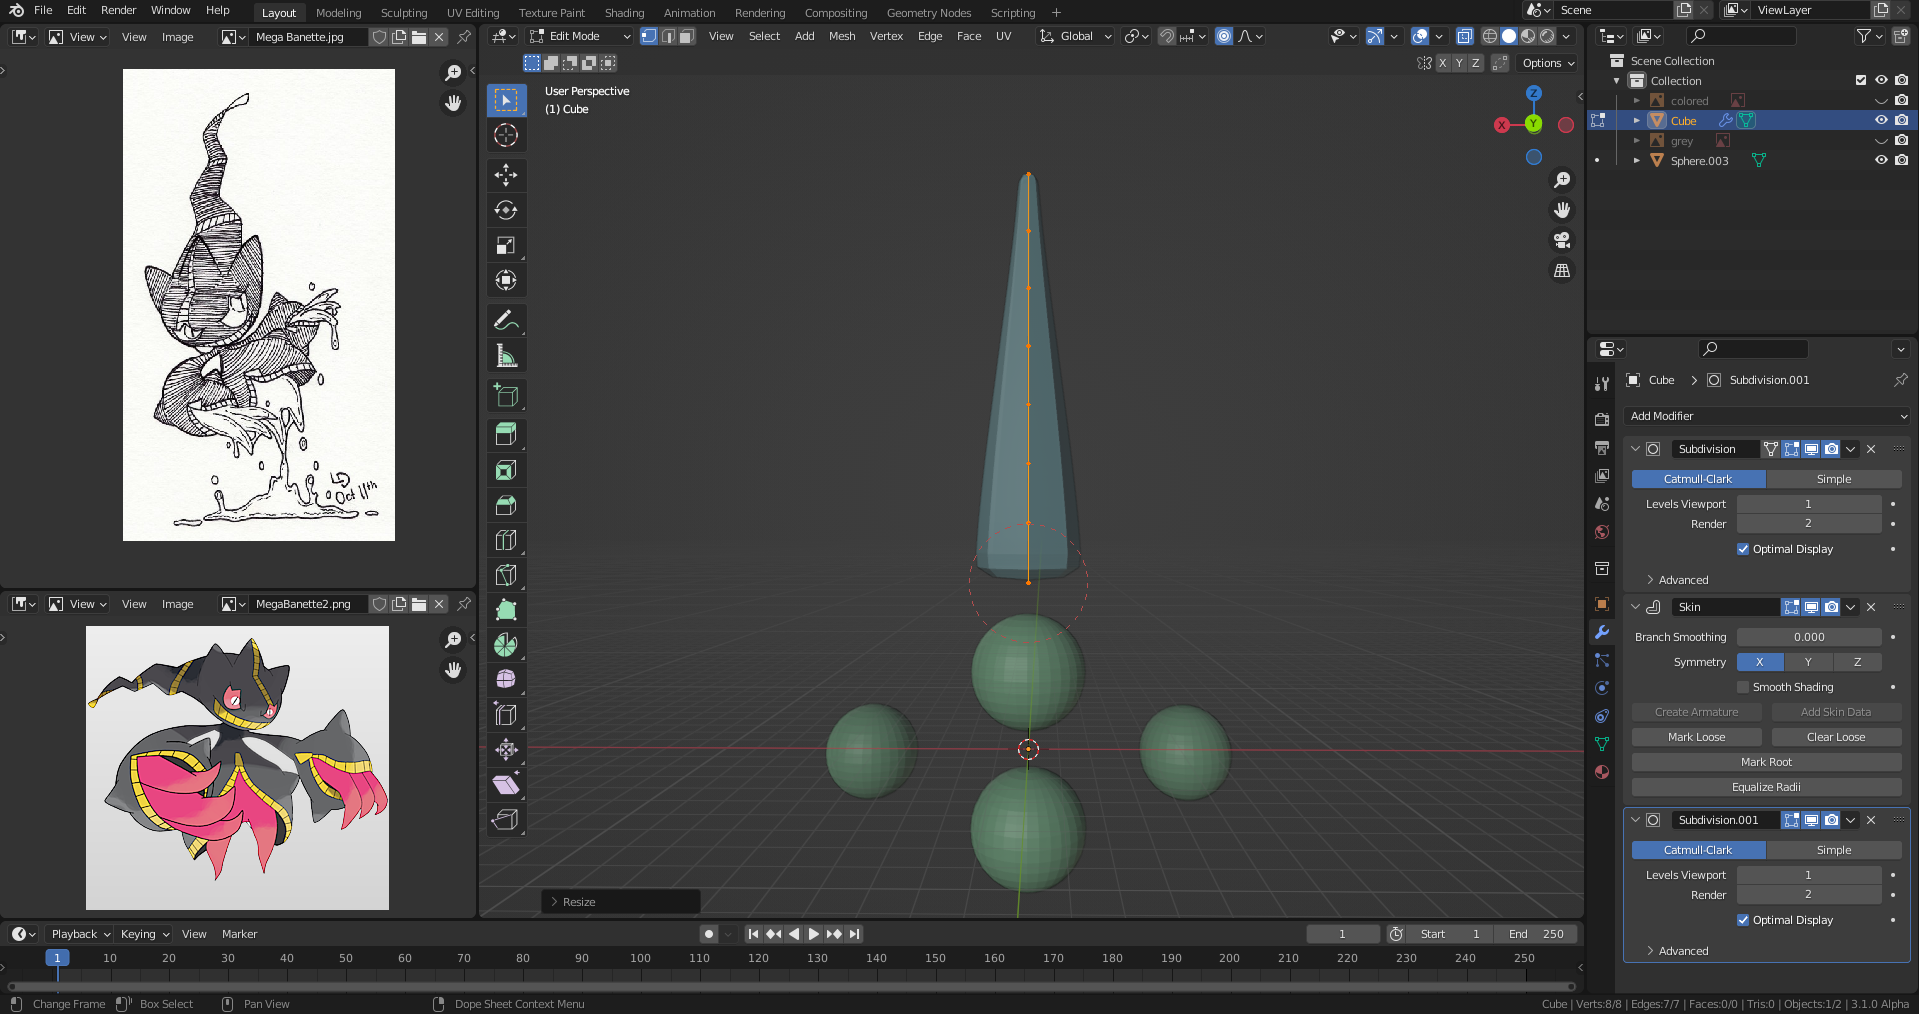 File Edit Render Window Help
Layout Modeling Sculpting UV Editing Texture Paint Shading Animation Rendering Compositing Geometry Nodes Scripting +
Scene
ViewLayer
View View Image Mega Banette.jpg
Edit Mode View Select Add Mesh Vertex Edge Face UV Global
X Y Z Options
User Perspective
(1) Cube
Z
X
Y
LD
Oct 11th
Resize
View View Image MegaBanette2.png
Scene Collection
Collection
colored
Cube
grey
Sphere.003
Cube > Subdivision.001
Add Modifier
Subdivision
Catmull-Clark Simple
Levels Viewport 1
Render 2
Optimal Display
Advanced
Skin
Branch Smoothing 0.000
Symmetry X Y Z
Smooth Shading
Create Armature Add Skin Data
Mark Loose Clear Loose
Mark Root
Equalize Radii
Subdivision.001
Catmull-Clark Simple
Levels Viewport 1
Render 2
Optimal Display
Advanced
Playback Keying View Marker
1 Start 1 End 250
1 10 20 30 40 50 60 70 80 90 100 110 120 130 140 150 160 170 180 190 200 210 220 230 240 250
Change Frame Box Select Pan View Dope Sheet Context Menu
Cube | Verts:8/8 | Edges:7/7 | Faces:0/0 | Tris:0 | Objects:1/2 | 3.1.0 Alpha